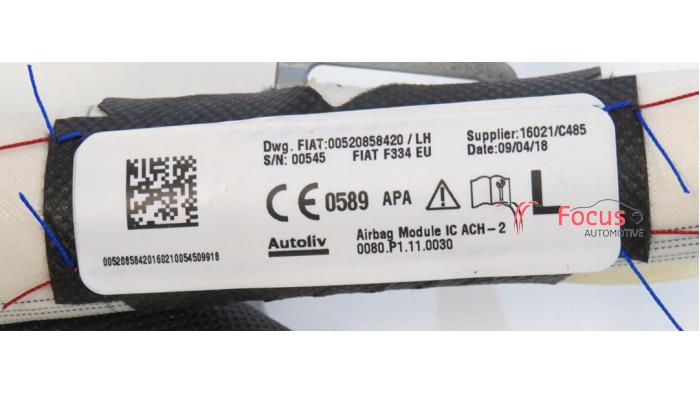 Dwg. FIAT:00520858420 / LH
S/N: 00545 FIAT F334 EU
Supplier:16021/C485
Date:09/04/18
CE 0589 APA
L
Autoliv
Airbag Module IC ACH-2
0080.P1.11.0030
00520858420160210054509918
Focus
AUTOMOTIVE